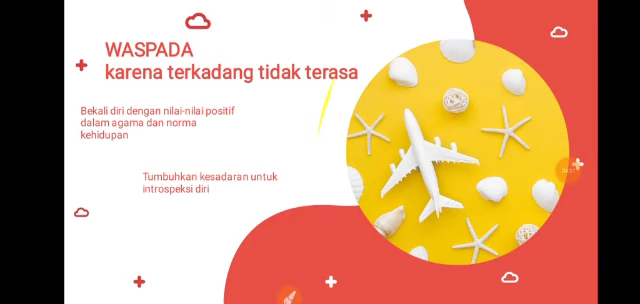 WASPADA
karena terkadang tidak terasa
Bekali diri dengan nilai-nilai positif
dalam agama dan norma
kehidupan
Tumbuhkan kesadaran untuk
introspeksi diri